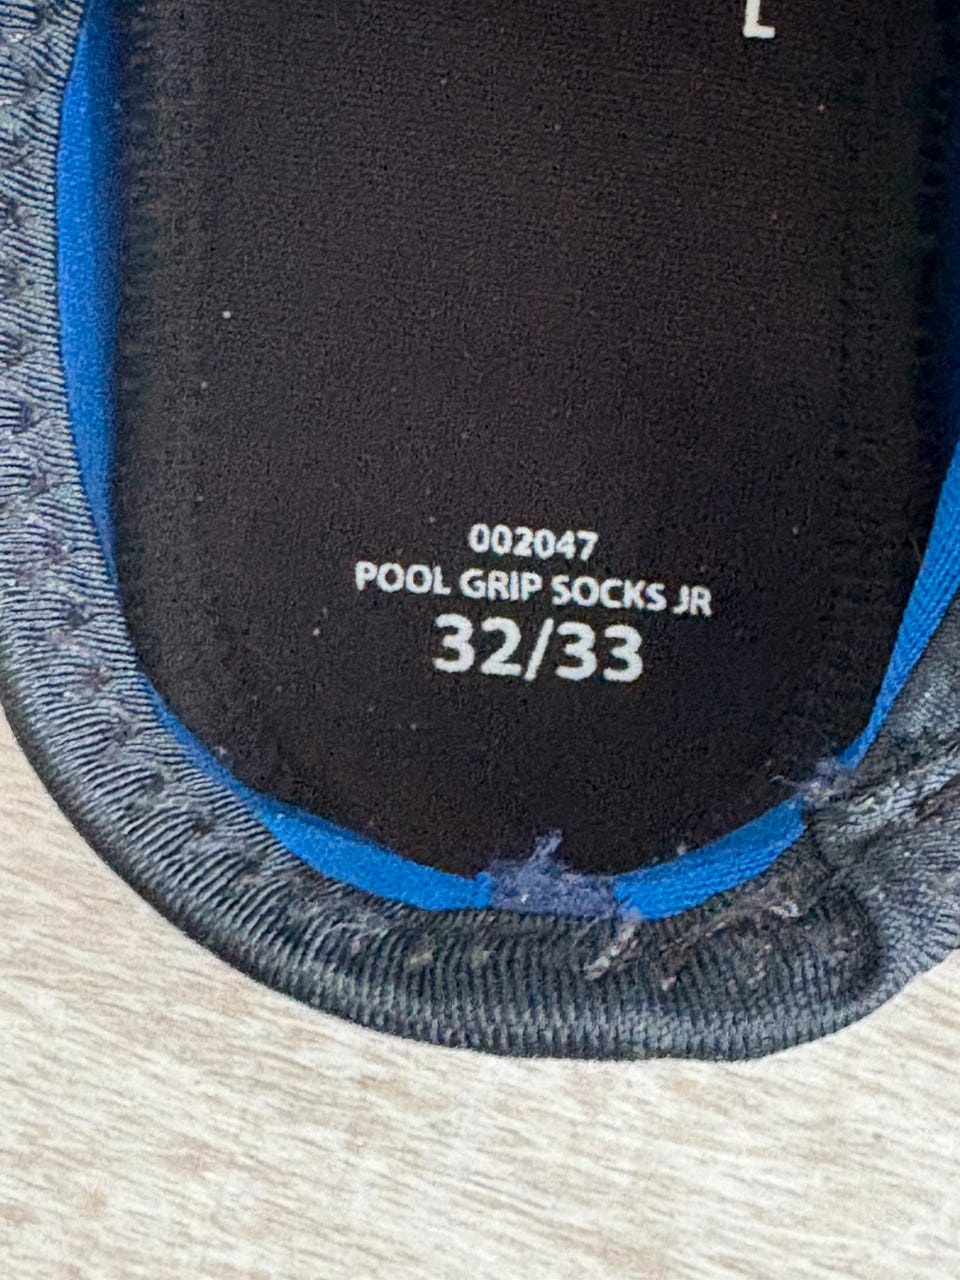 L
002047
POOL GRIP SOCKS JR
32/33